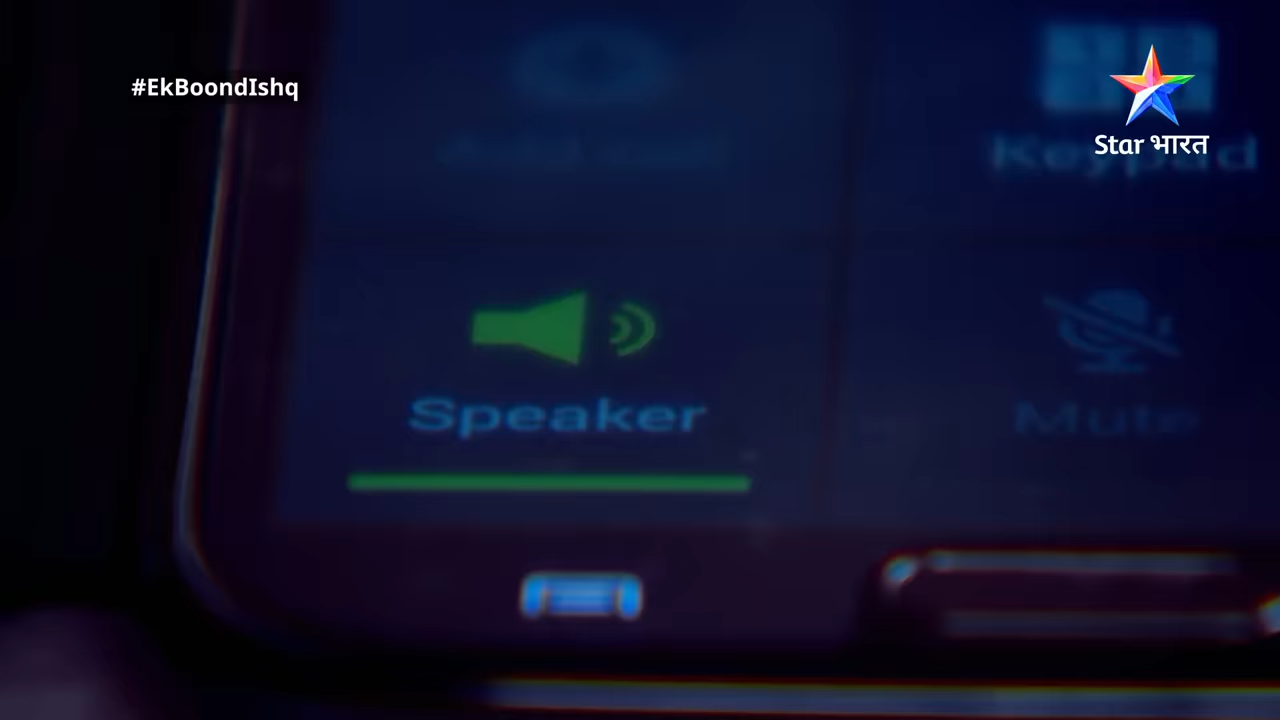 #EkBoondIshq
Star भारत
Keypad
Speaker
Mute